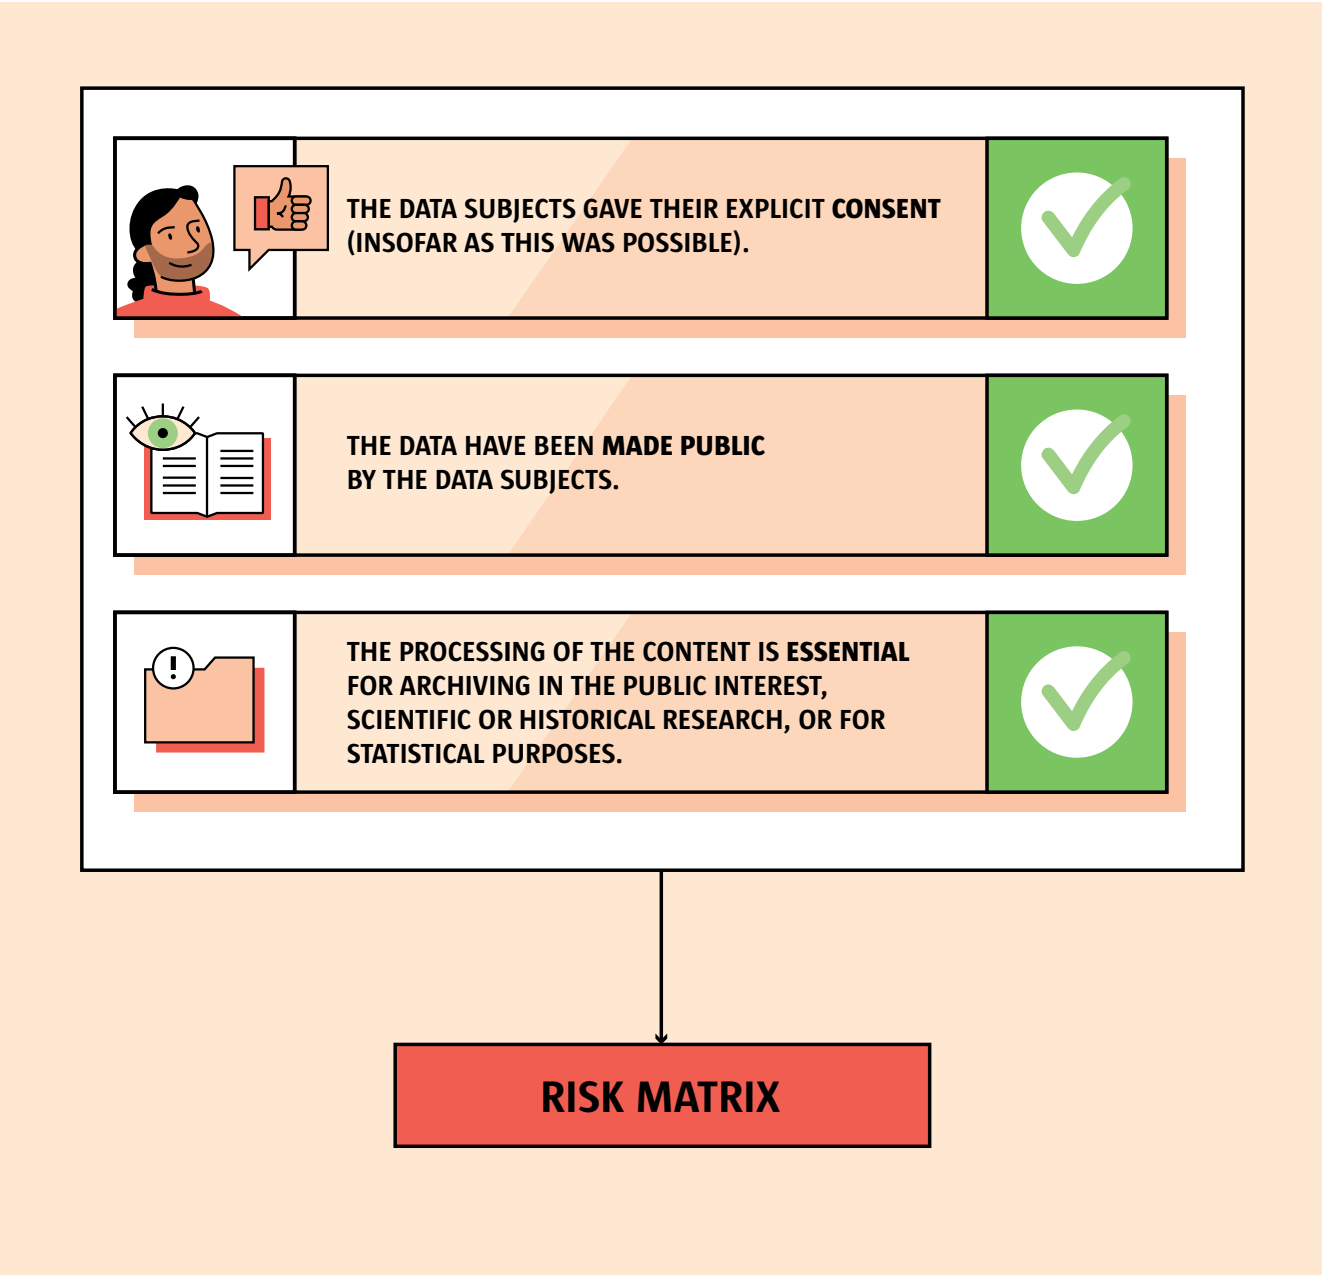 THE DATA SUBJECTS GAVE THEIR EXPLICIT CONSENT
(INSOFAR AS THIS WAS POSSIBLE).
THE DATA HAVE BEEN MADE PUBLIC
BY THE DATA SUBJECTS.
!
THE PROCESSING OF THE CONTENT IS ESSENTIAL
FOR ARCHIVING IN THE PUBLIC INTEREST,
SCIENTIFIC OR HISTORICAL RESEARCH, OR FOR
STATISTICAL PURPOSES.
RISK MATRIX